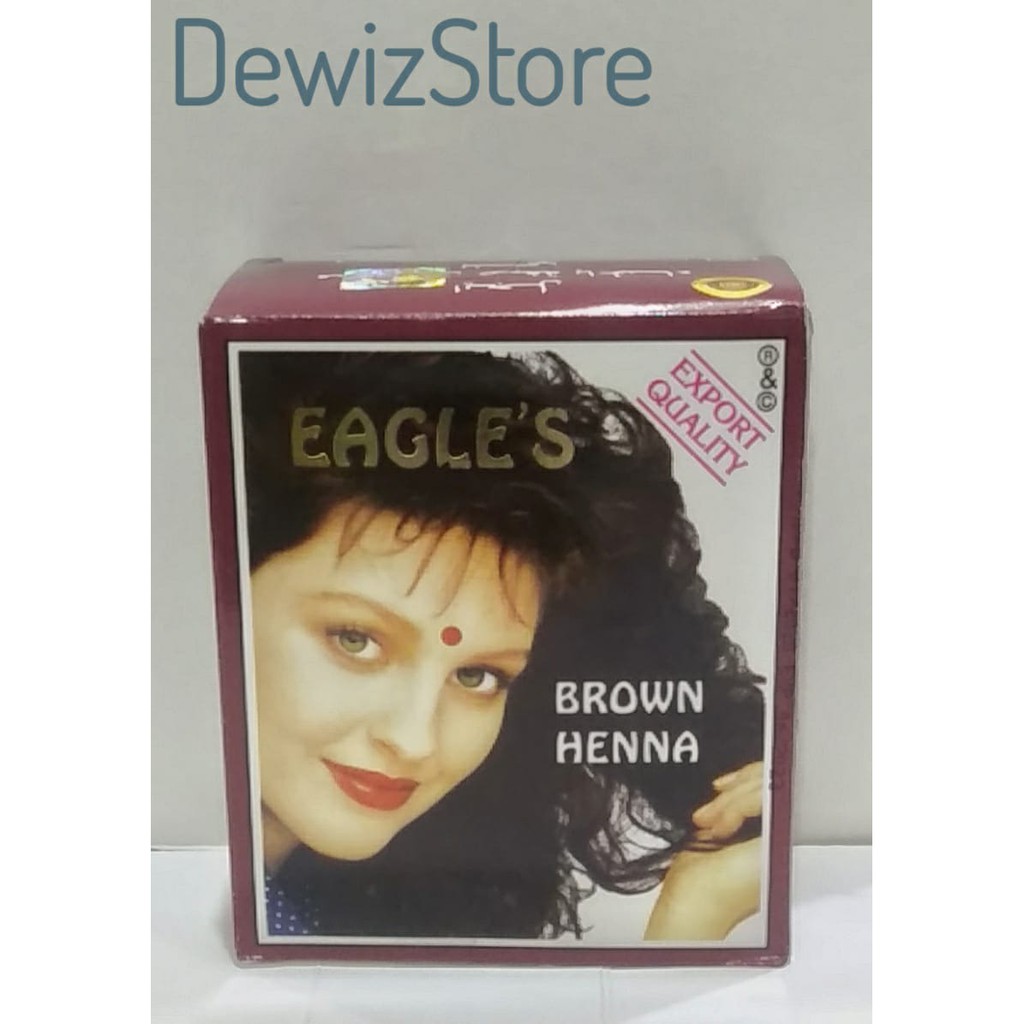 DewizStore
EAGLE'S
EXPORT
QUALITY
® & ©
BROWN
HENNA